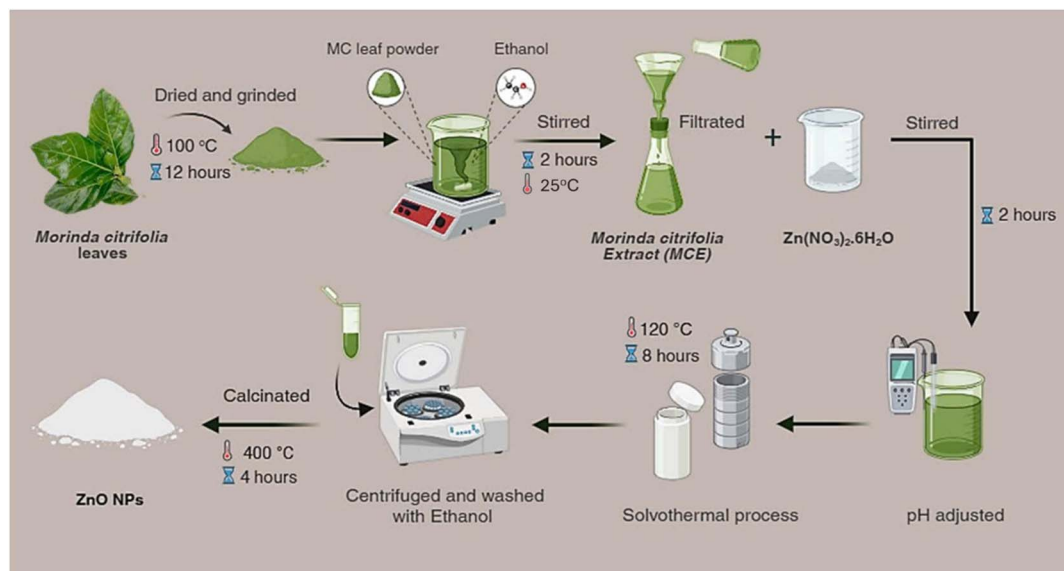 MC leaf powder
Ethanol
Dried and grinded
100 °C
12 hours
Stirred
2 hours
25°C
Filtrated
+
Stirred
2 hours
Morinda citrifolia
leaves
Morinda citrifolia
Extract (MCE)
Zn(NO₃)₂.6H₂O
120 °C
8 hours
Calcinated
400 °C
4 hours
ZnO NPs
Centrifuged and washed
with Ethanol
Solvothermal process
pH adjusted